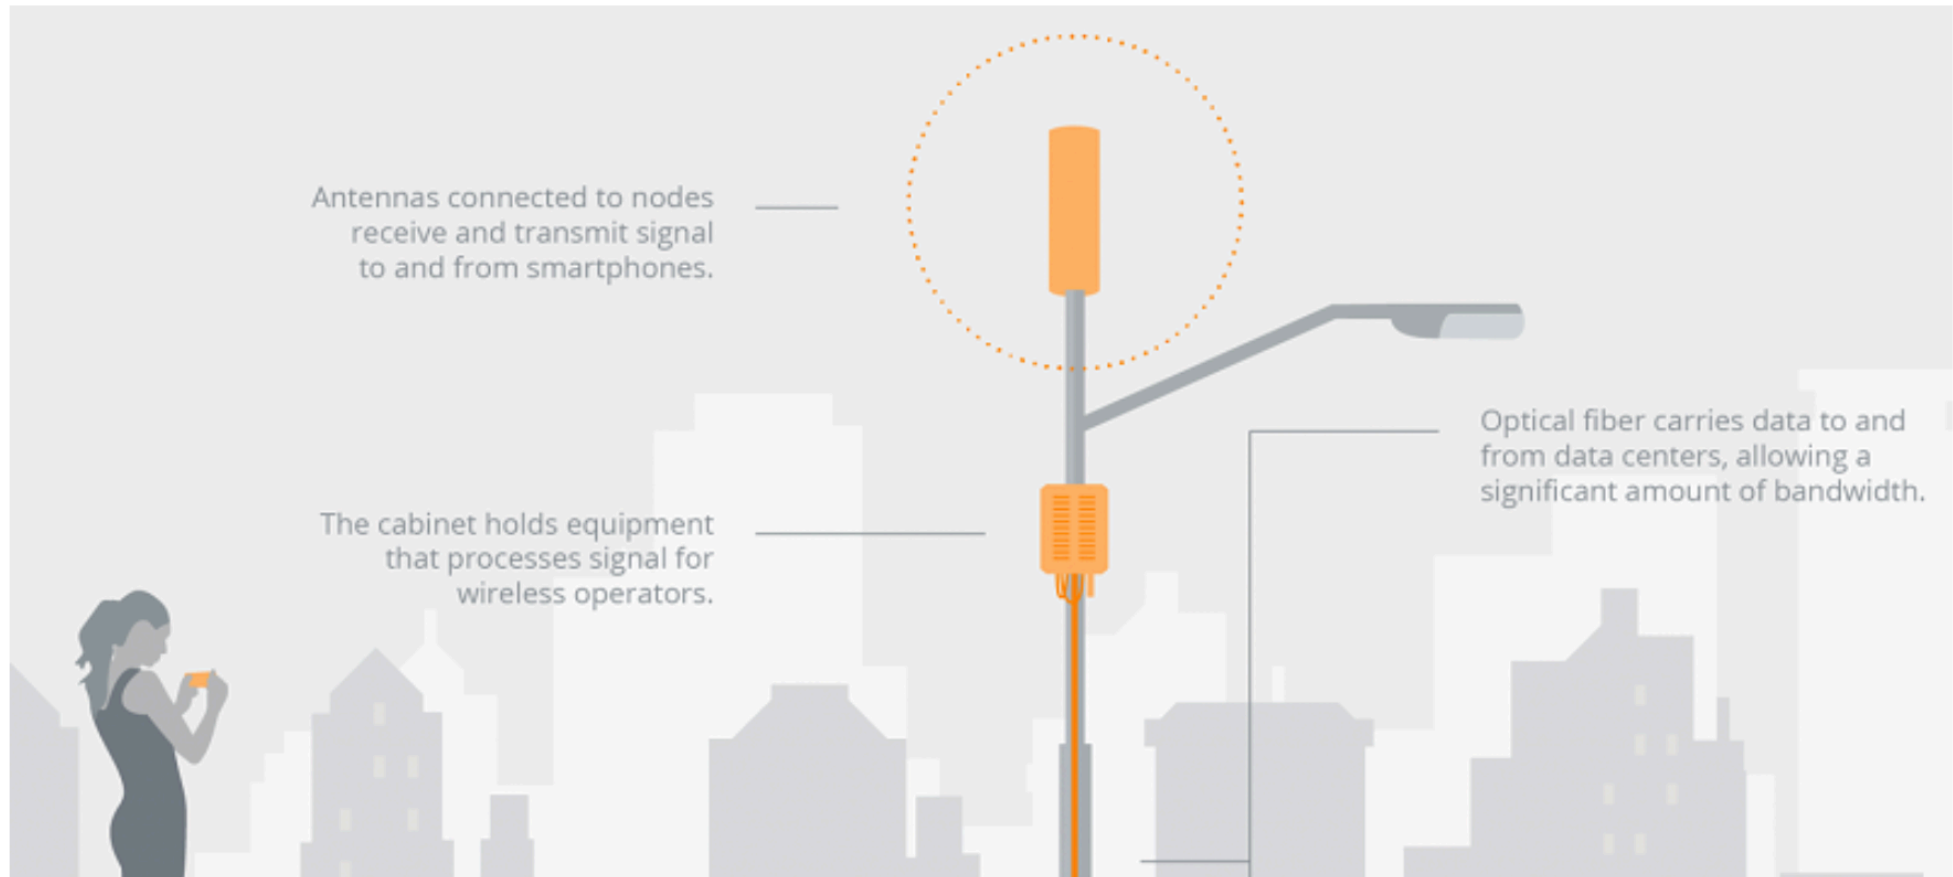 Antennas connected to nodes
receive and transmit signal
to and from smartphones.
Optical fiber carries data to and
from data centers, allowing a
significant amount of bandwidth.
The cabinet holds equipment
that processes signal for
wireless operators.